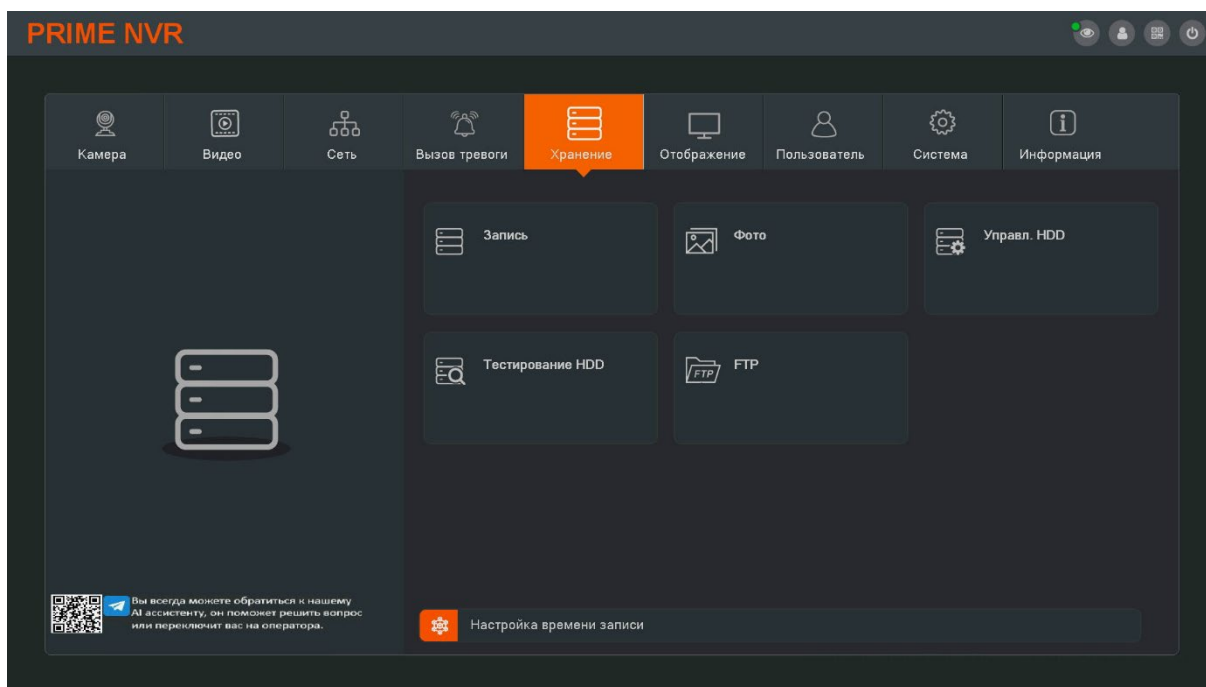 PRIME NVR
Камера
Видео
Сеть
Вызов тревоги
Хранение
Отображение
Пользователь
Система
Информация
Запись
Фото
Управл. HDD
Тестирование HDD
FTP
FTP
Вы всегда можете обратиться к нашему
AI ассистенту, он поможет решить вопрос
или переключит вас на оператора.
Настройка времени записи